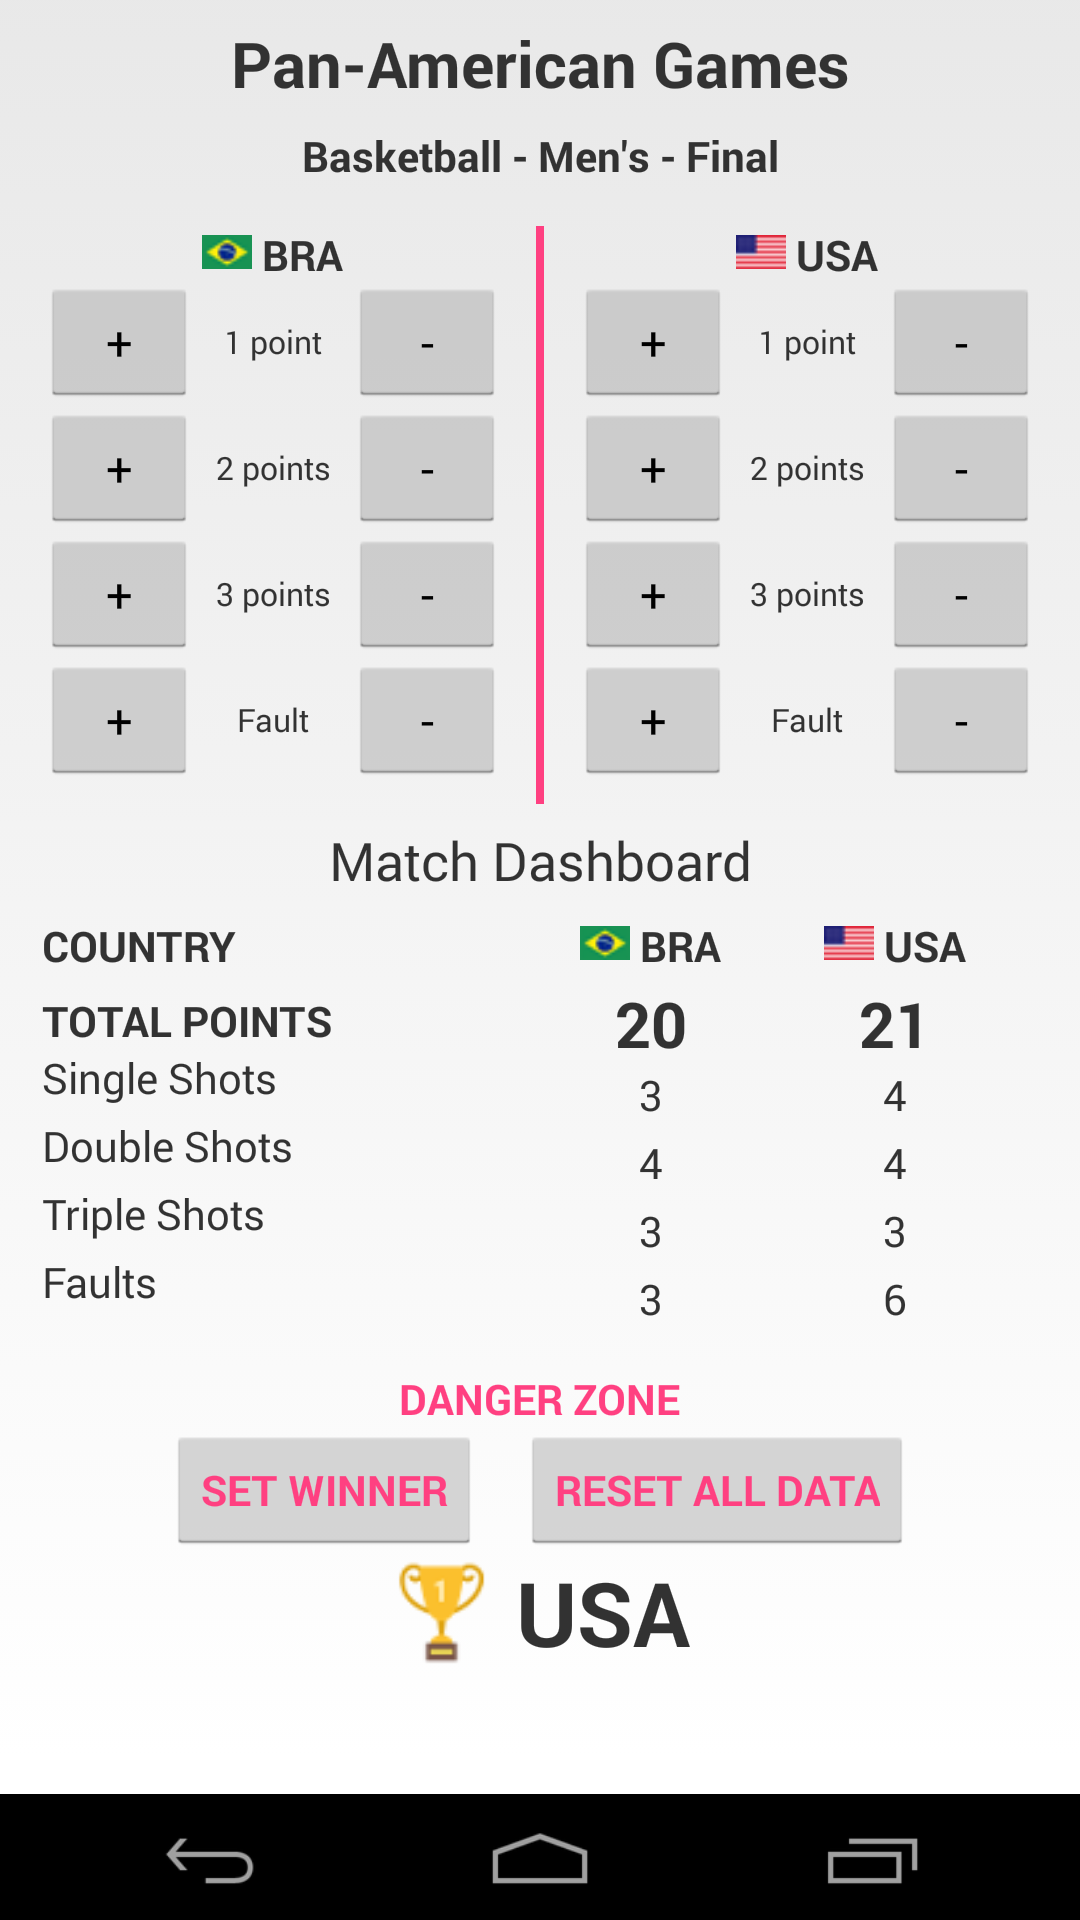 Pan-American Games
Basketball - Men's - Final
BRA USA
+ 1 point - + 1 point -
+ 2 points - + 2 points -
+ 3 points - + 3 points -
+ Fault - + Fault -
Match Dashboard
COUNTRY BRA USA
TOTAL POINTS 20 21
Single Shots 3 4
Double Shots 4 4
Triple Shots 3 3
Faults 3 6
DANGER ZONE
SET WINNER RESET ALL DATA
1 USA